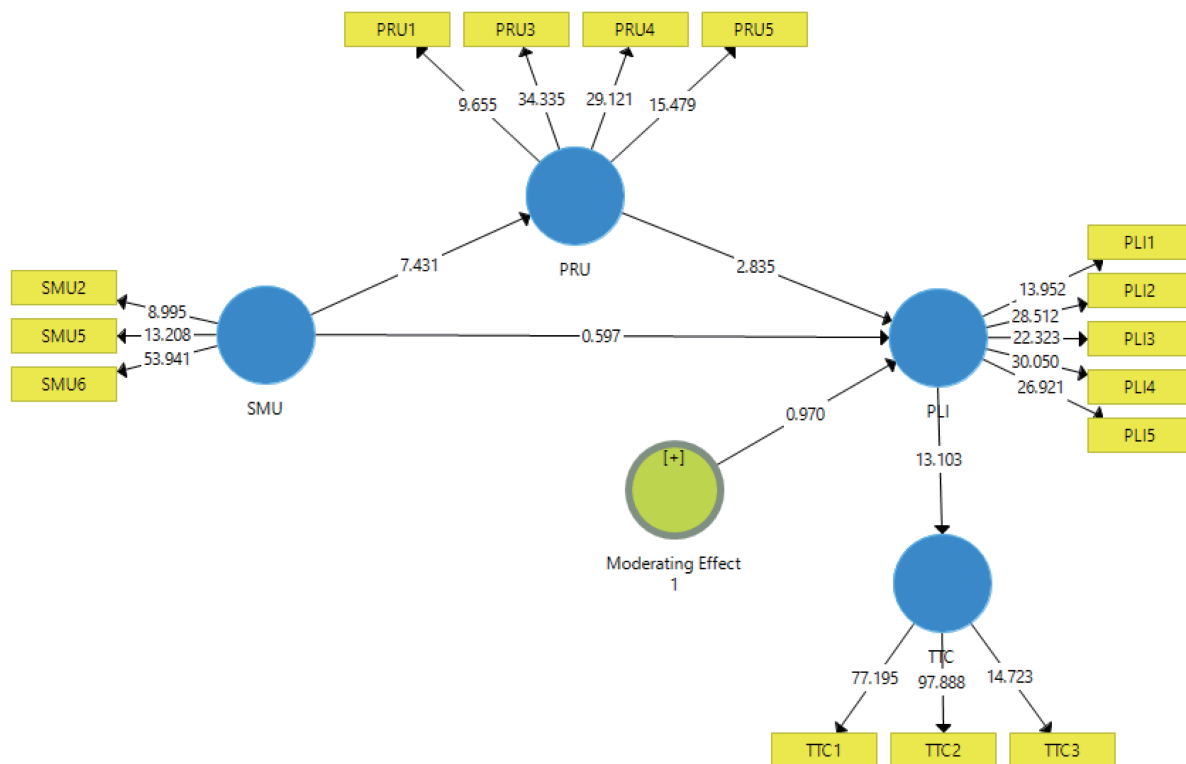 PRU1 PRU3 PRU4 PRU5
9.655 34.335 29.121 15.479
PRU
7.431 2.835
SMU2 8.995
SMU5 13.208
SMU6 53.941
SMU
0.597
PLI1 13.952
PLI2 28.512
PLI3 22.323
PLI4 30.050
PLI5 26.921
PLI
0.970
[+]
Moderating Effect
1
13.103
TTC
77.195 97.888 14.723
TTC1 TTC2 TTC3